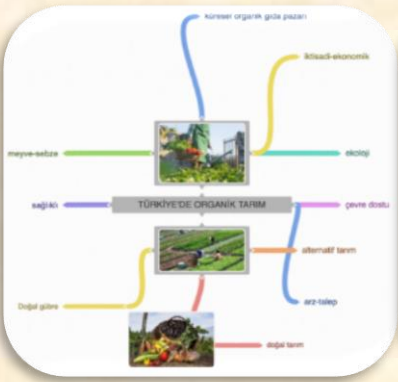 küresel organik gıda pazarı
iktisadi-ekonomik
meyve-sebze
ekoloji
sağlıklı
TÜRKİYE'DE ORGANİK TARIM
çevre dostu
alternatif tarım
Doğal gübre
arz-talep
doğal tarım